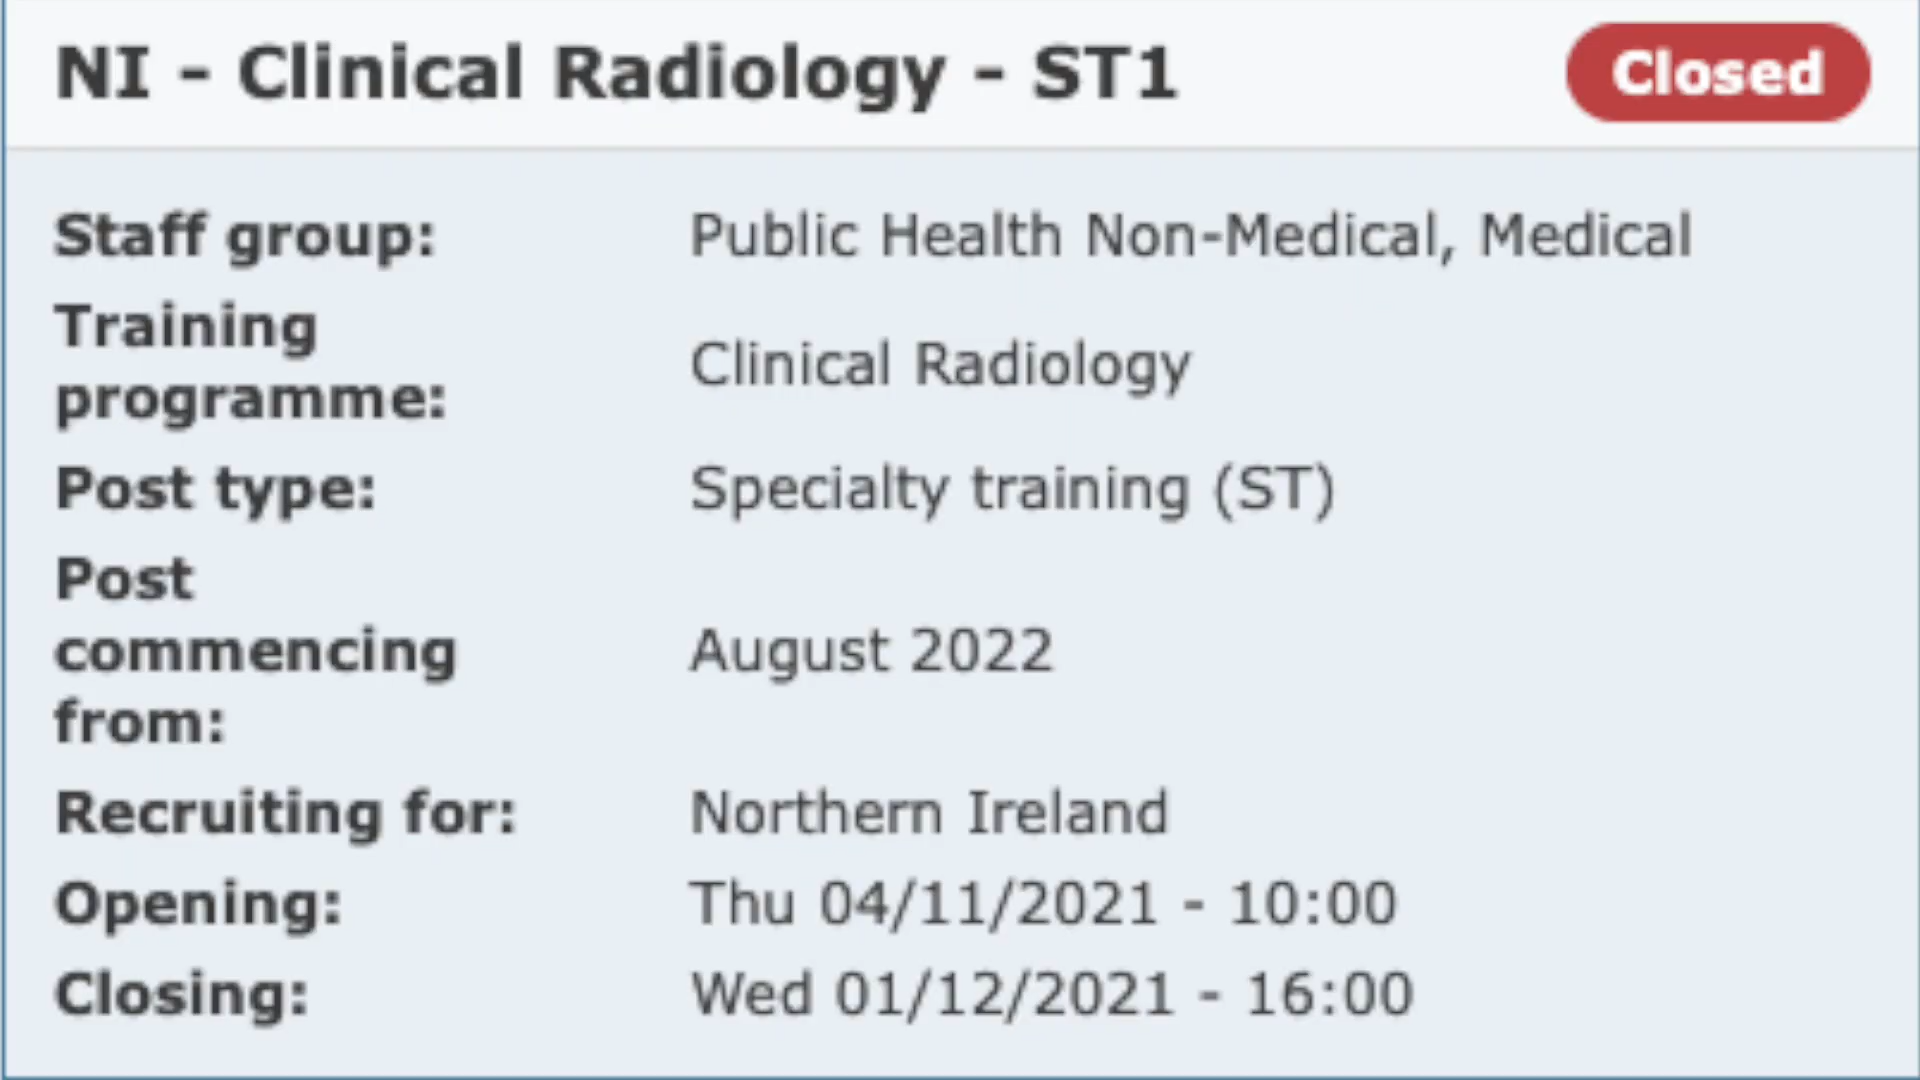 NI - Clinical Radiology - ST1 Closed
Staff group: Public Health Non-Medical, Medical
Training
programme: Clinical Radiology
Post type: Specialty training (ST)
Post
commencing August 2022
from:
Recruiting for: Northern Ireland
Opening: Thu 04/11/2021 - 10:00
Closing: Wed 01/12/2021 - 16:00